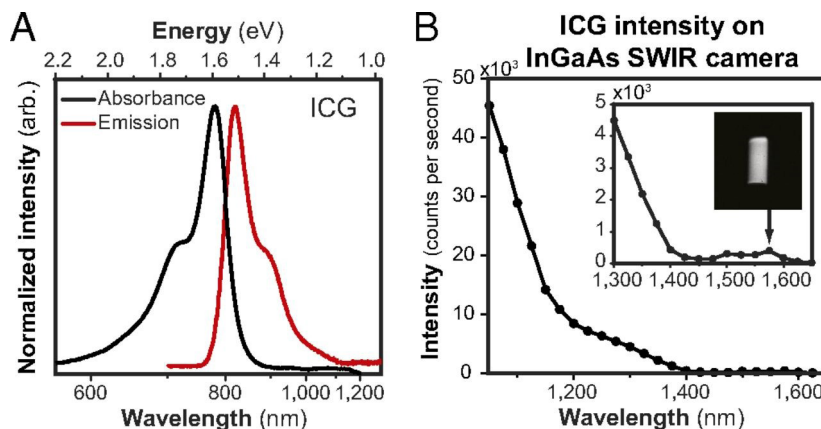 A
Energy (eV)
2.2 2.0 1.8 1.6 1.4 1.2 1.0
Absorbance
Emission
ICG
Normalized intensity (arb.)
600 800 1,000 1,200
Wavelength (nm)
B
ICG intensity on
InGaAs SWIR camera
×10³
50
40
30
20
10
0
Intensity (counts per second)
1,200 1,400 1,600
Wavelength (nm)
×10³
5
4
3
2
1
0
1,300 1,400 1,500 1,600